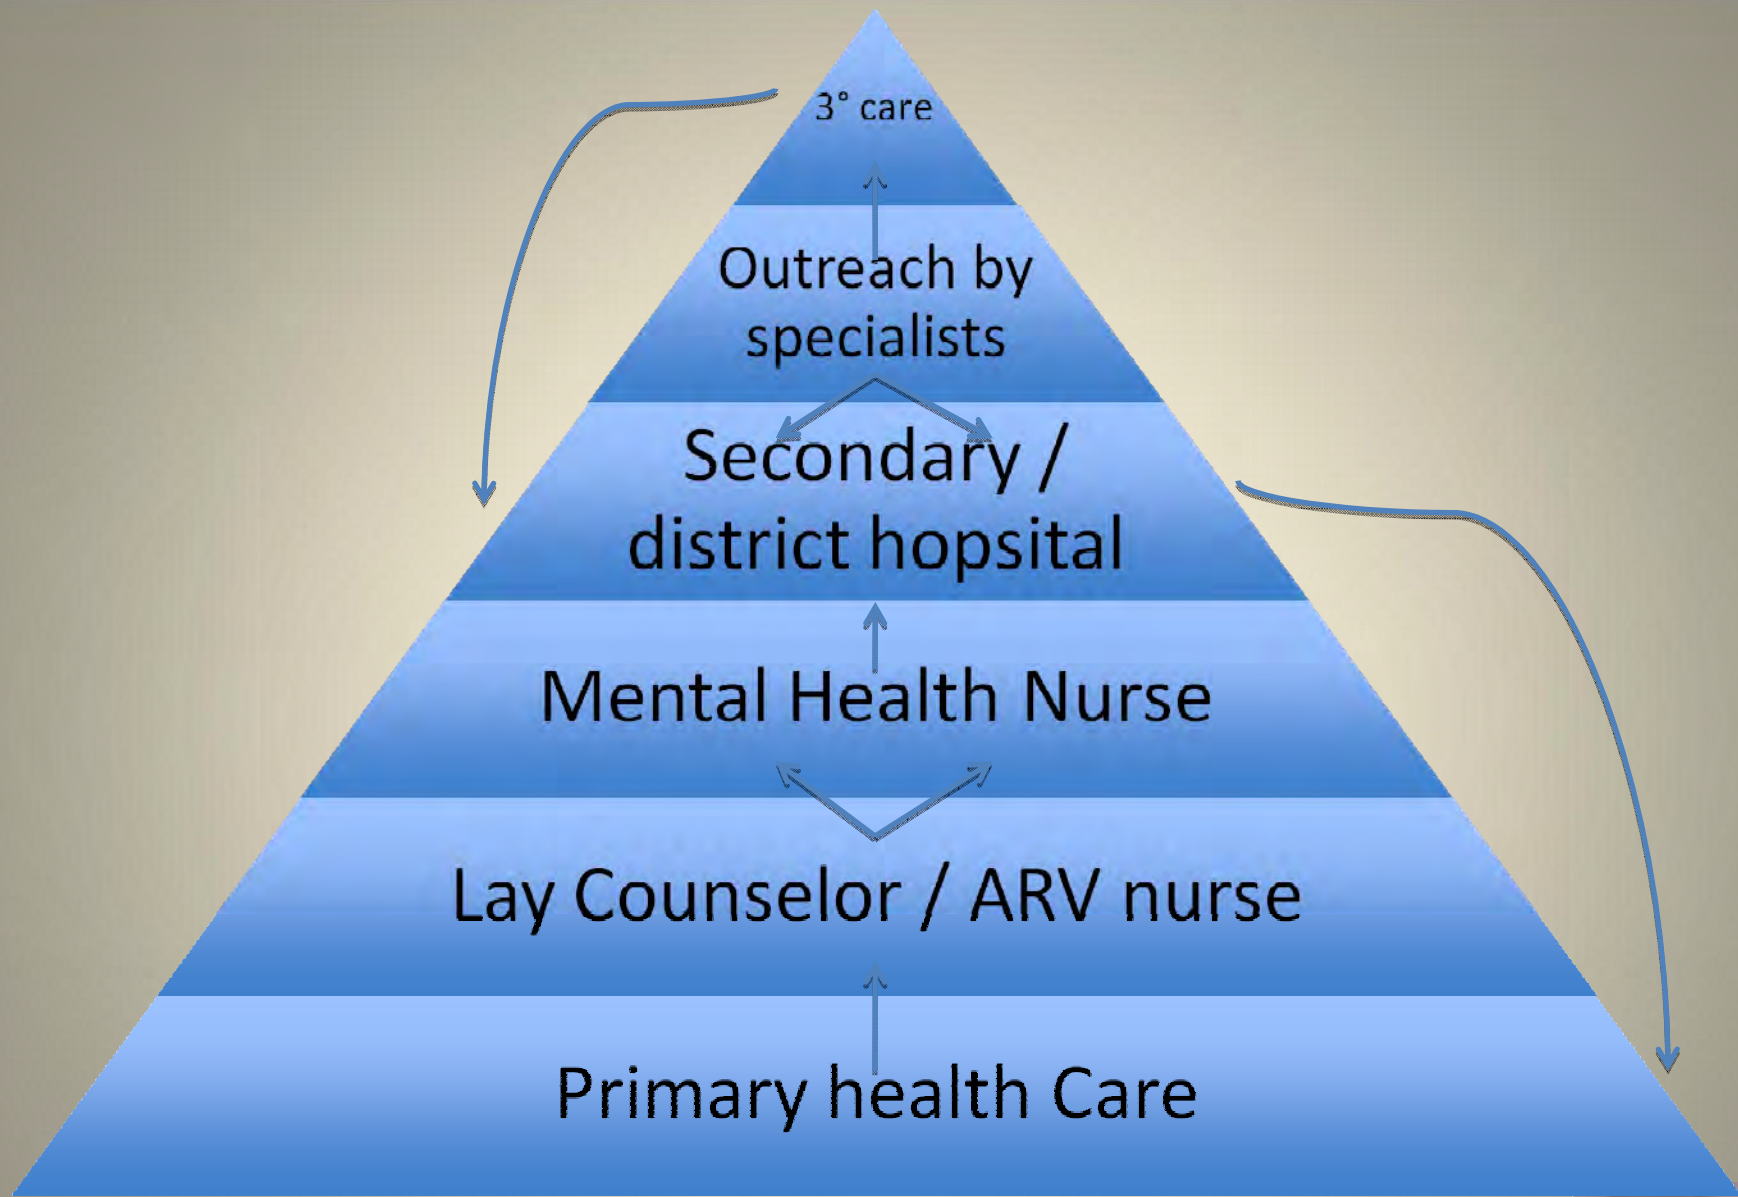 3° care
Outreach by
specialists
Secondary /
district hopsital
Mental Health Nurse
Lay Counselor / ARV nurse
Primary health Care